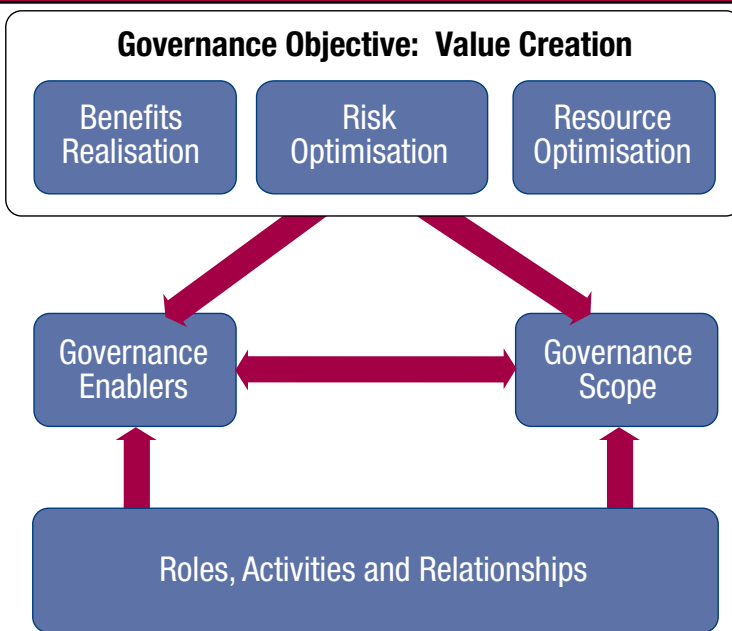 Governance Objective:  Value Creation
Benefits
Realisation
Risk
Optimisation
Resource
Optimisation
Governance
Enablers
Governance
Scope
Roles, Activities and Relationships